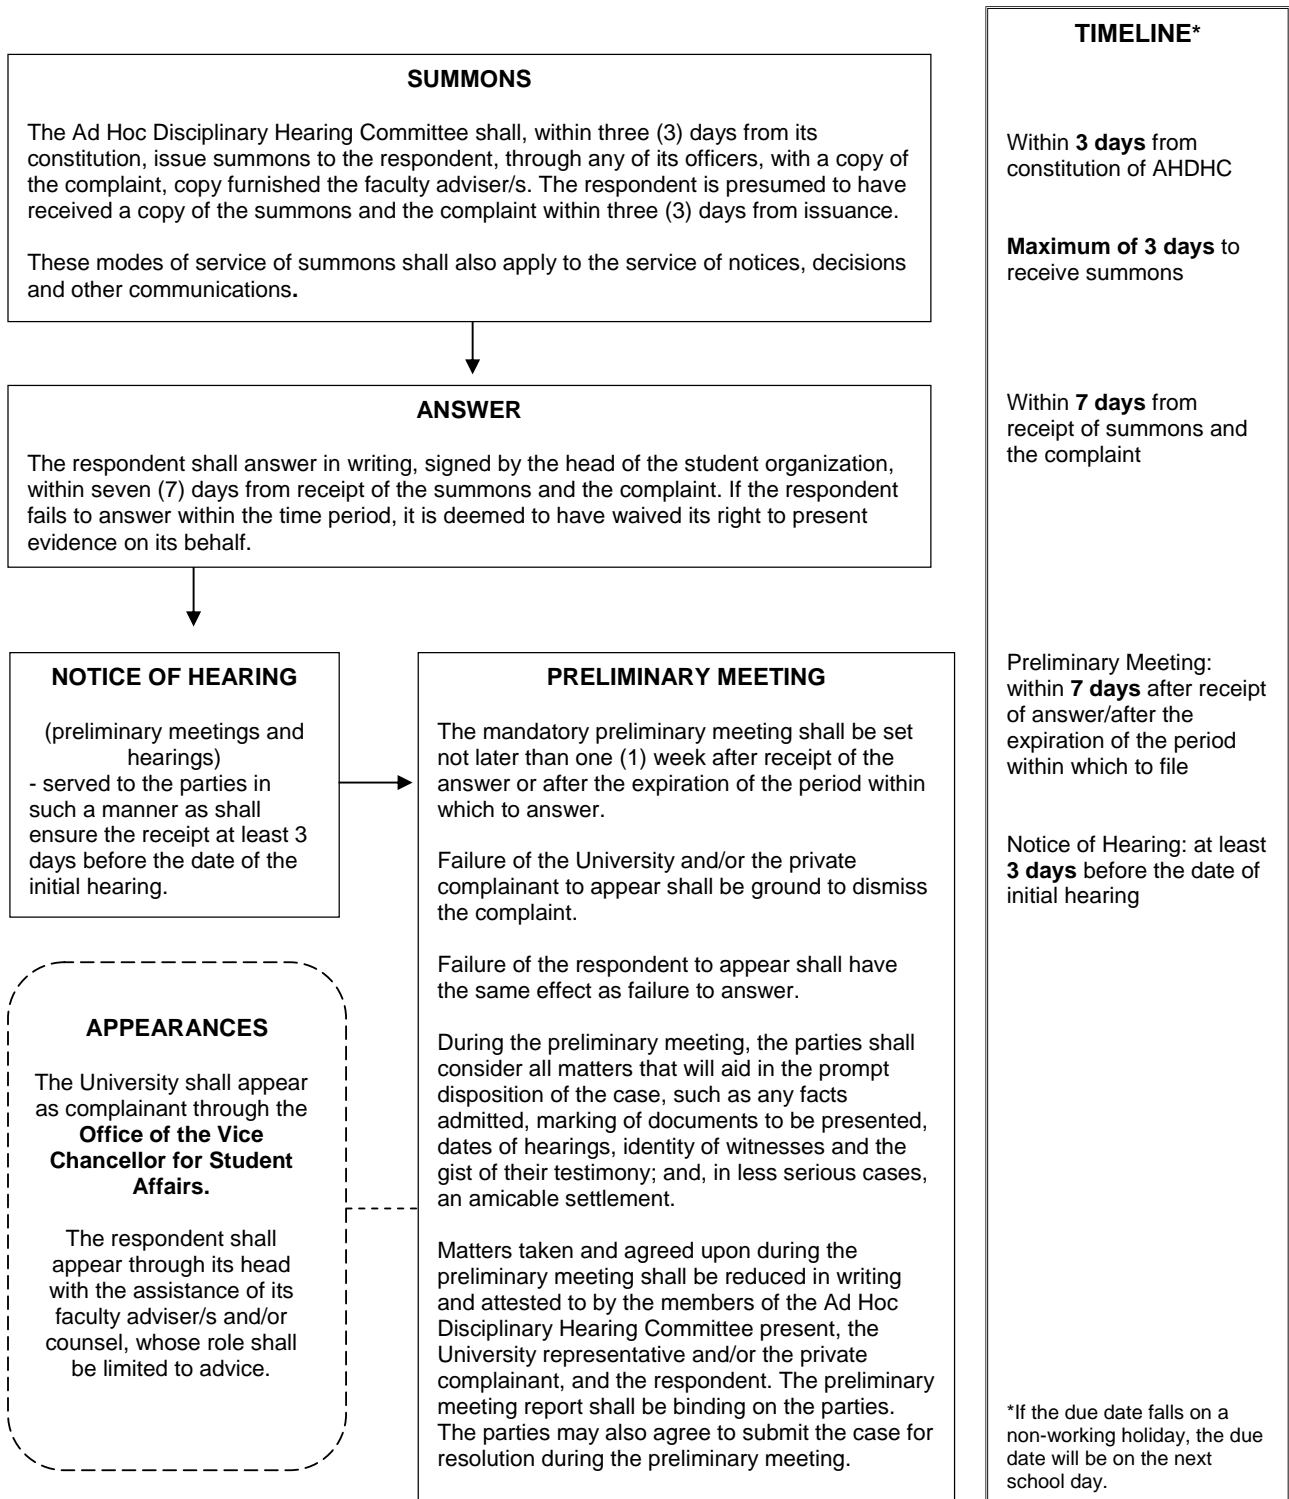 SUMMONS
The Ad Hoc Disciplinary Hearing Committee shall, within three (3) days from its
constitution, issue summons to the respondent, through any of its officers, with a copy of
the complaint, copy furnished the faculty adviser/s. The respondent is presumed to have
received a copy of the summons and the complaint within three (3) days from issuance.
These modes of service of summons shall also apply to the service of notices, decisions
and other communications.
ANSWER
The respondent shall answer in writing, signed by the head of the student organization,
within seven (7) days from receipt of the summons and the complaint. If the respondent
fails to answer within the time period, it is deemed to have waived its right to present
evidence on its behalf.
NOTICE OF HEARING
(preliminary meetings and
hearings)
- served to the parties in
such a manner as shall
ensure the receipt at least 3
days before the date of the
initial hearing.
APPEARANCES
The University shall appear
as complainant through the
Office of the Vice
Chancellor for Student
Affairs.
The respondent shall
appear through its head
with the assistance of its
faculty adviser/s and/or
counsel, whose role shall
be limited to advice.
PRELIMINARY MEETING
The mandatory preliminary meeting shall be set
not later than one (1) week after receipt of the
answer or after the expiration of the period within
which to answer.
Failure of the University and/or the private
complainant to appear shall be ground to dismiss
the complaint.
Failure of the respondent to appear shall have
the same effect as failure to answer.
During the preliminary meeting, the parties shall
consider all matters that will aid in the prompt
disposition of the case, such as any facts
admitted, marking of documents to be presented,
dates of hearings, identity of witnesses and the
gist of their testimony; and, in less serious cases,
an amicable settlement.
Matters taken and agreed upon during the
preliminary meeting shall be reduced in writing
and attested to by the members of the Ad Hoc
Disciplinary Hearing Committee present, the
University representative and/or the private
complainant, and the respondent. The preliminary
meeting report shall be binding on the parties.
The parties may also agree to submit the case for
resolution during the preliminary meeting.
TIMELINE*
Within 3 days from
constitution of AHDHC
Maximum of 3 days to
receive summons
Within 7 days from
receipt of summons and
the complaint
Preliminary Meeting:
within 7 days after receipt
of answer/after the
expiration of the period
within which to file
Notice of Hearing: at least
3 days before the date of
initial hearing
*If the due date falls on a
non-working holiday, the due
date will be on the next
school day.